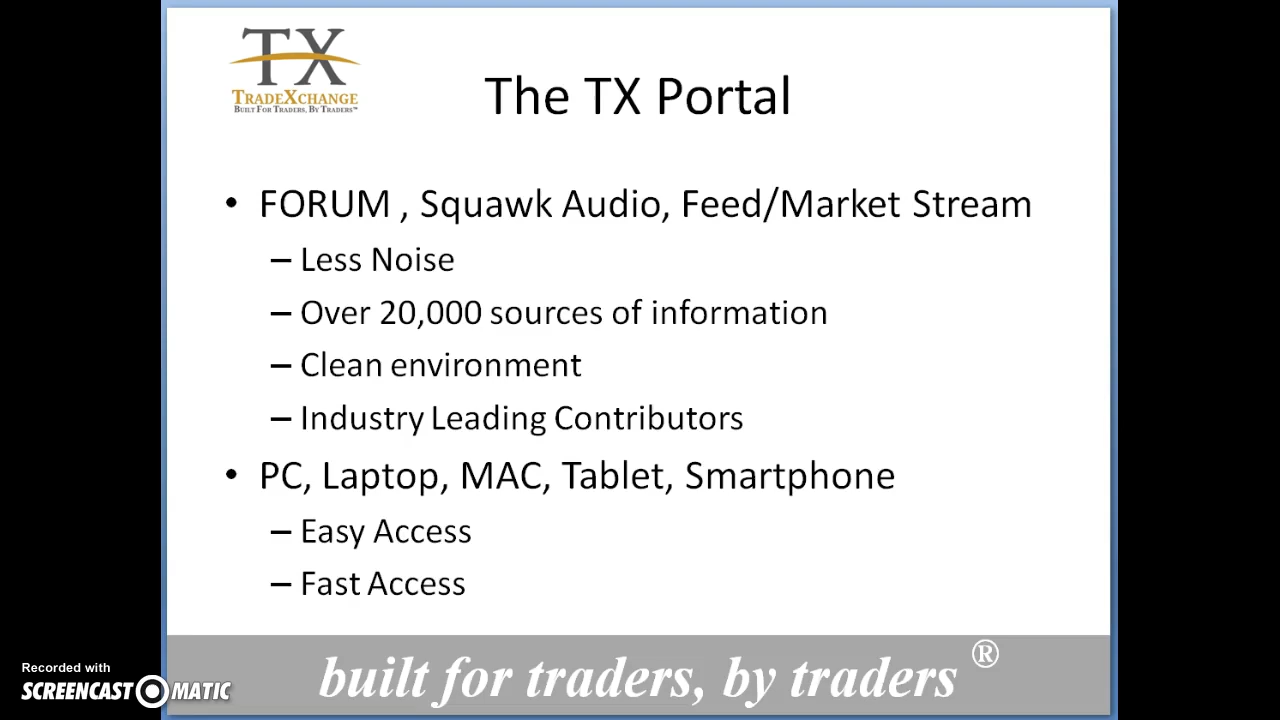 TX
TRADEXCHANGE
BUILT FOR TRADERS, BY TRADERS™
The TX Portal
• FORUM , Squawk Audio, Feed/Market Stream
– Less Noise
– Over 20,000 sources of information
– Clean environment
– Industry Leading Contributors
• PC, Laptop, MAC, Tablet, Smartphone
– Easy Access
– Fast Access
built for traders, by traders ®
Recorded with
SCREENCAST-O-MATIC